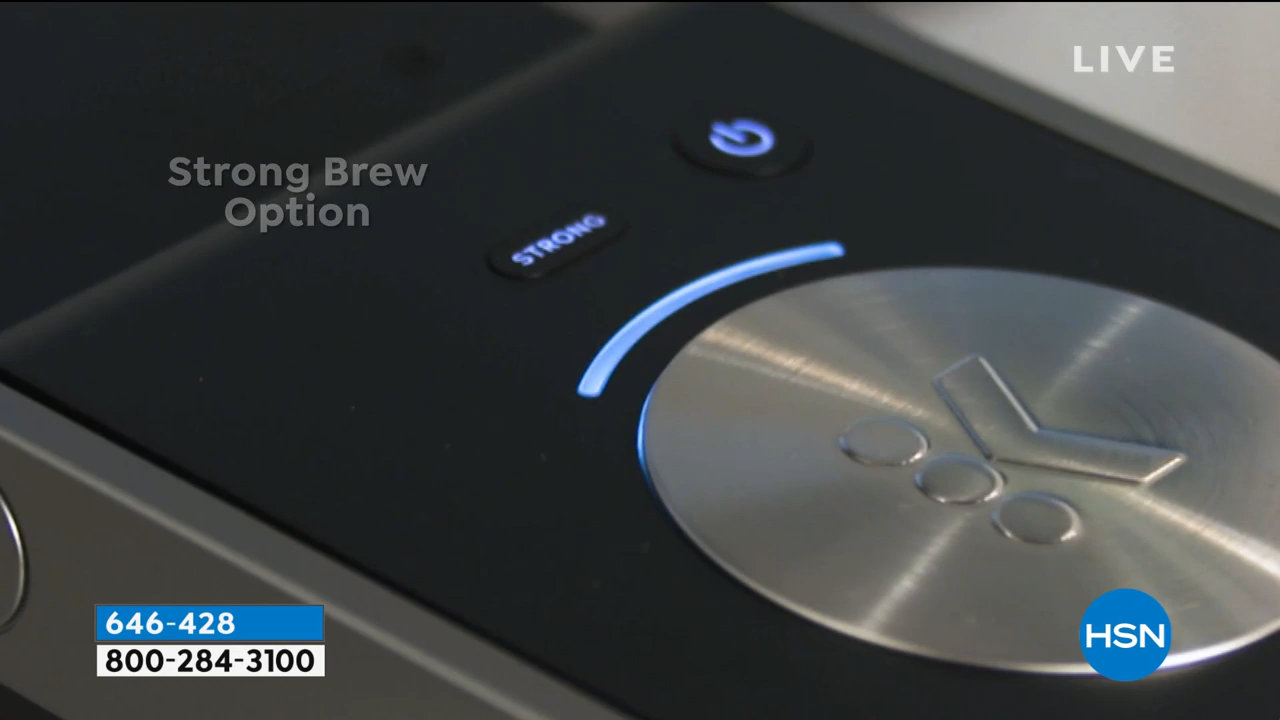 LIVE
Strong Brew
Option
STRONG
646-428
800-284-3100
HSN